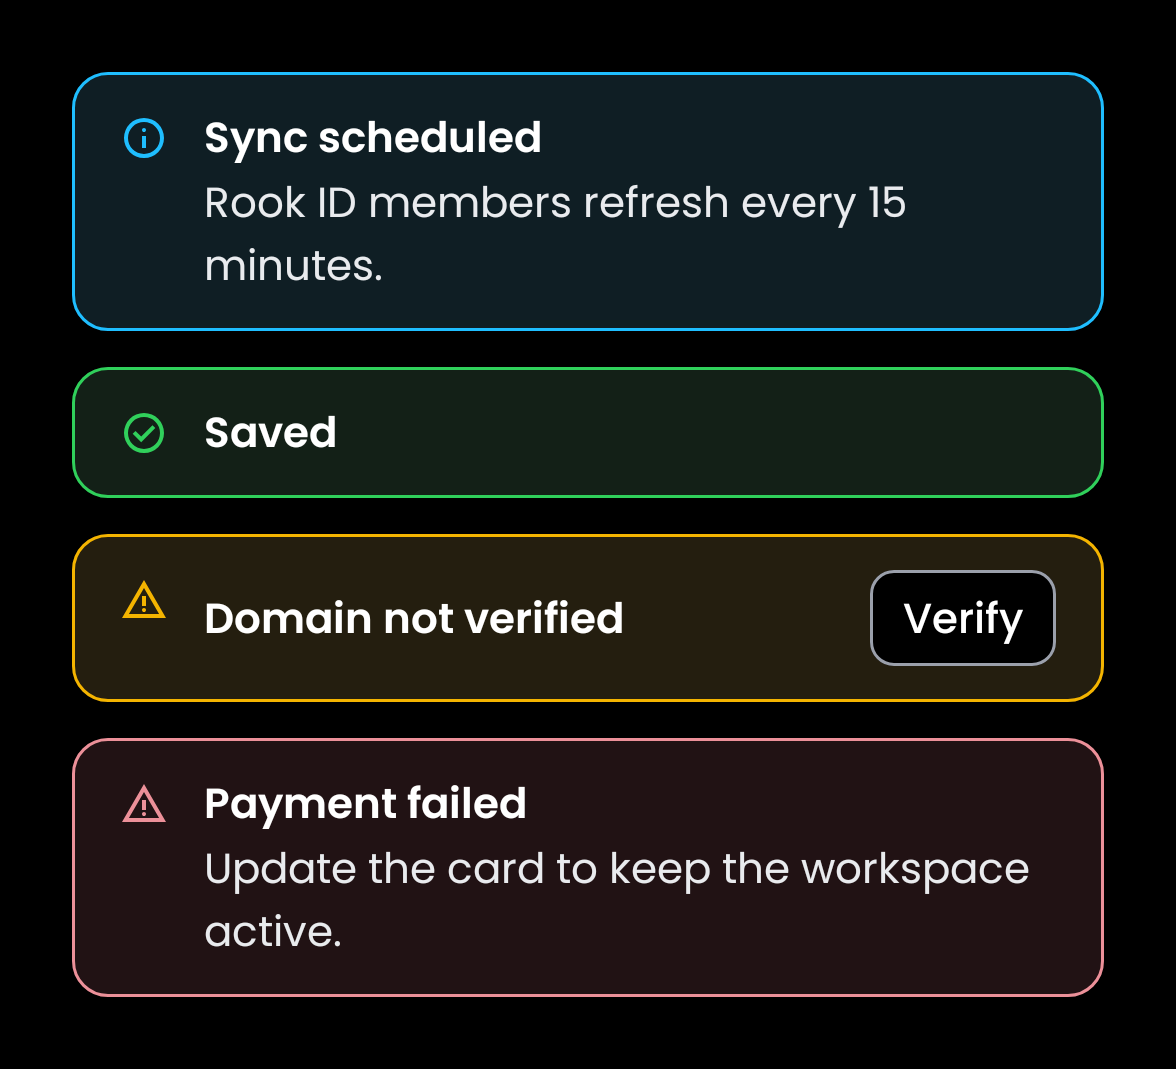 Sync scheduled
Rook ID members refresh every 15
minutes.
Saved
Domain not verified
Verify
Payment failed
Update the card to keep the workspace
active.